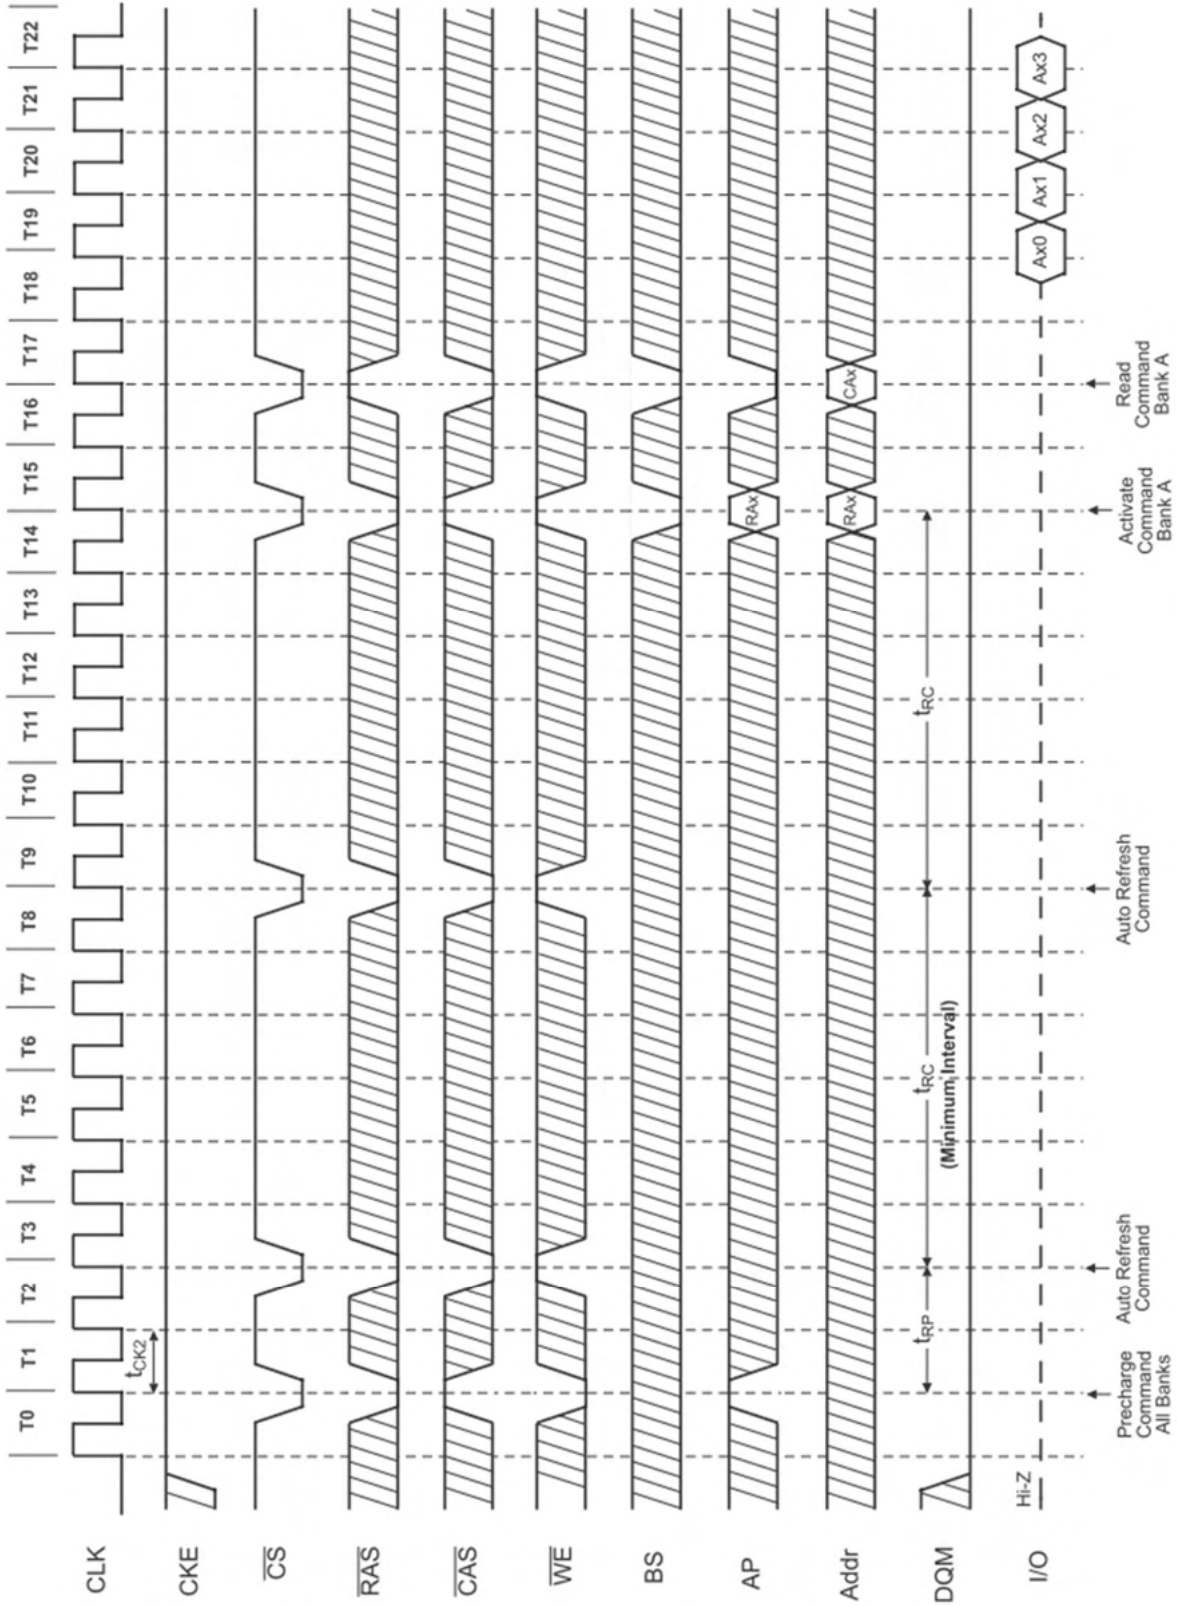 T0 T1 T2 T3 T4 T5 T6 T7 T8 T9 T10 T11 T12 T13 T14 T15 T16 T17 T18 T19 T20 T21 T22
CLK
tCK2
CKE
CS
RAS
CAS
WE
BS
AP
RAx
Addr
RAx CAx
DQM
tRP tRC tRC
(Minimum Interval)
I/O
Hi-Z
Ax0 Ax1 Ax2 Ax3
Precharge
Command
All Banks
Auto Refresh
Command
Auto Refresh
Command
Activate
Command
Bank A
Read
Command
Bank A